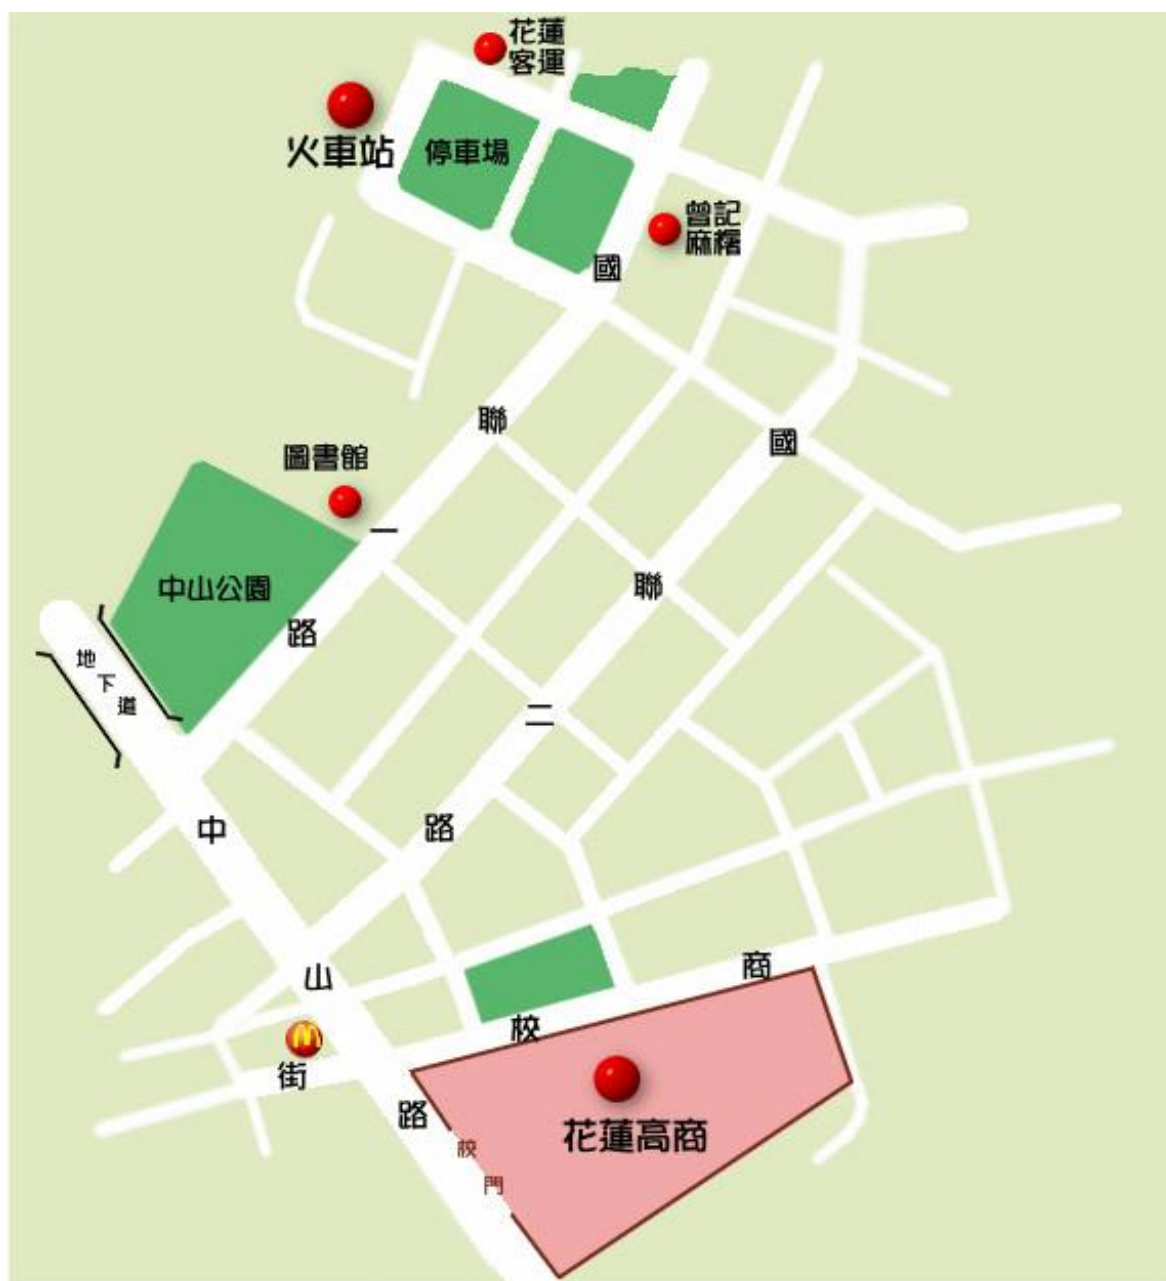 花蓮
客運
火車站
停車場
曾記
麻糬
國聯一路
圖書館
國聯二路
中山公園
地下道
中山路
商校街
花蓮高商
校門